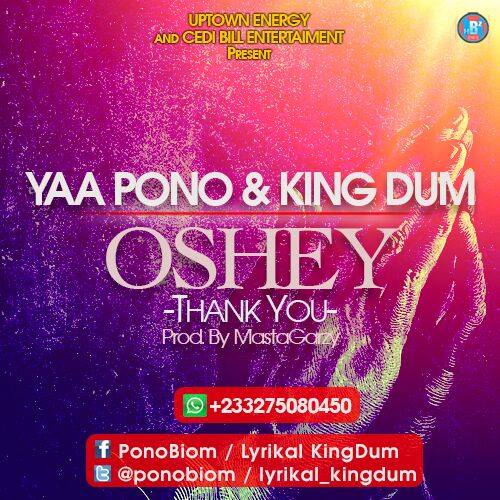 UPTOWN ENERGY
AND CEDI BILL ENTERTAIMENT
PRESENT
YAA PONO & KING DUM
OSHEY
-THANK YOU-
Prod. By MastaGarzy
+233275080450
f PonoBiom / Lyrikal KingDum
@ponobiom / lyrikal_kingdum